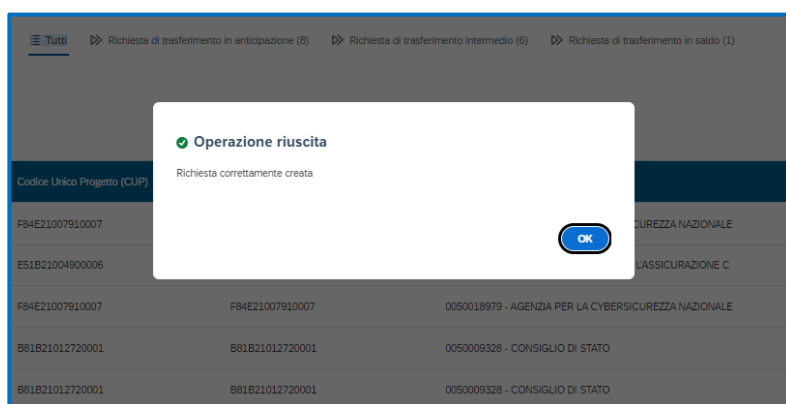 Tutti Richiesta di trasferimento in anticipazione (8) Richiesta di trasferimento intermedio (6) Richiesta di trasferimento in saldo (1)
Operazione riuscita
Richiesta correttamente creata
OK
Codice Unico Progetto (CUP)
F84E21007910007 NAZIONALE
E51B21004900006 L'ASSICURAZIONE C
F84E21007910007 F84E21007910007 0050018979 - AGENZIA PER LA CYBERSICUREZZA NAZIONALE
B81B21012720001 B81B21012720001 0050009328 - CONSIGLIO DI STATO
B81B21012720001 B81B21012720001 0050009328 - CONSIGLIO DI STATO